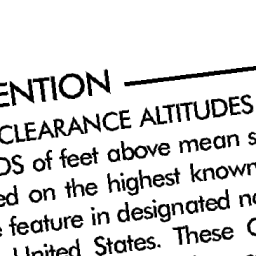 ENTION
CLEARANCE ALTITUDES
DS of feet above mean s
ed on the highest known
feature in designated no
United States. These